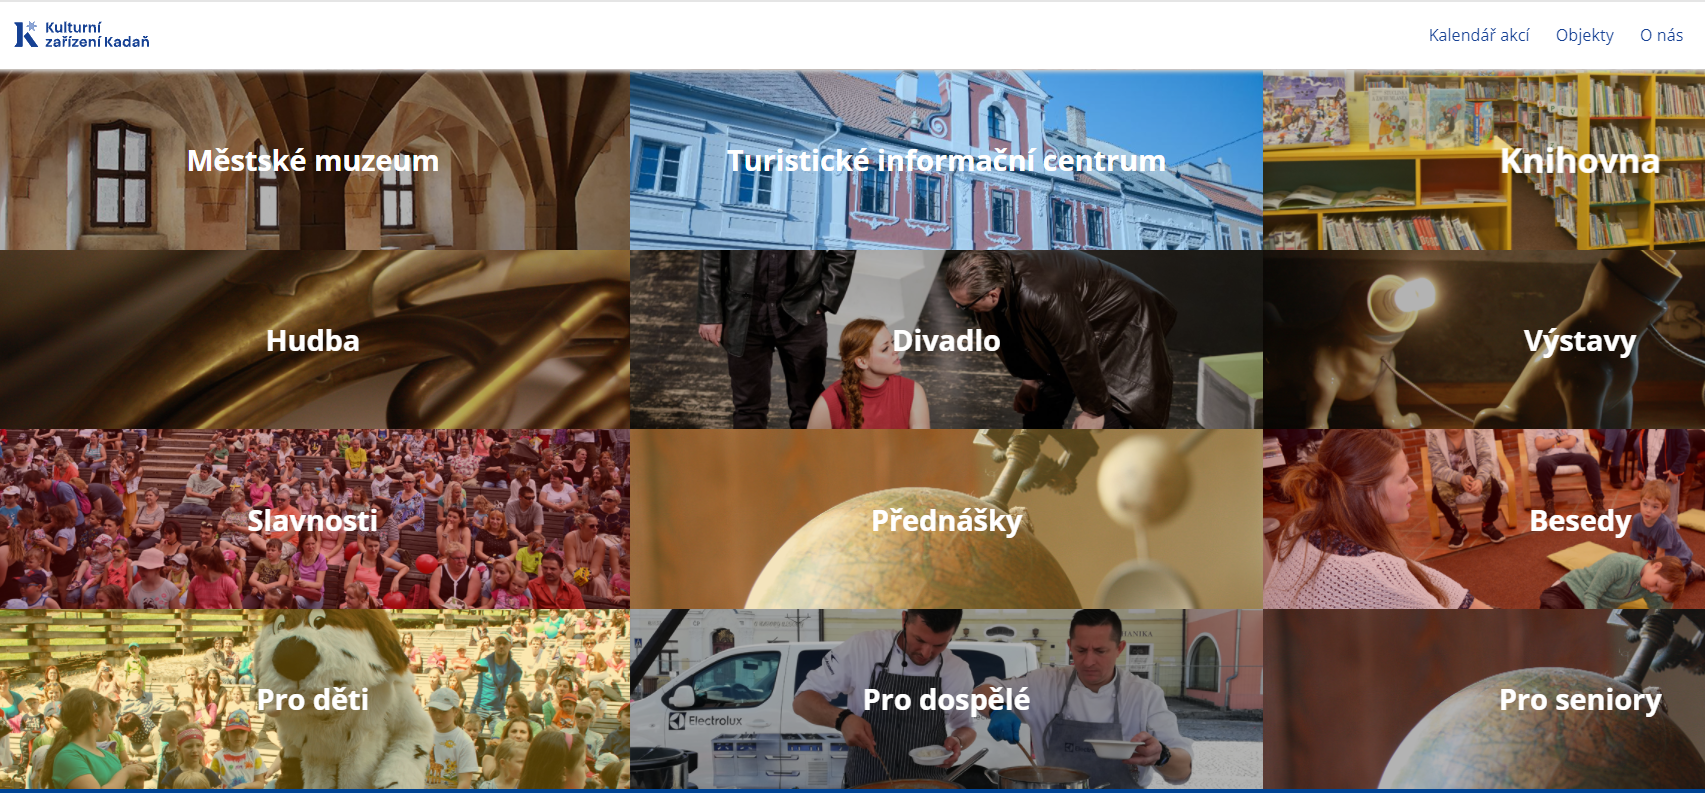 Kulturní
zařízení Kadaň
Kalendář akcí
Objekty
O nás
Městské muzeum
Turistické informační centrum
Knihovna
Hudba
Divadlo
Výstavy
Slavnosti
Přednášky
Besedy
Pro děti
Pro dospělé
Pro seniory
Electrolux